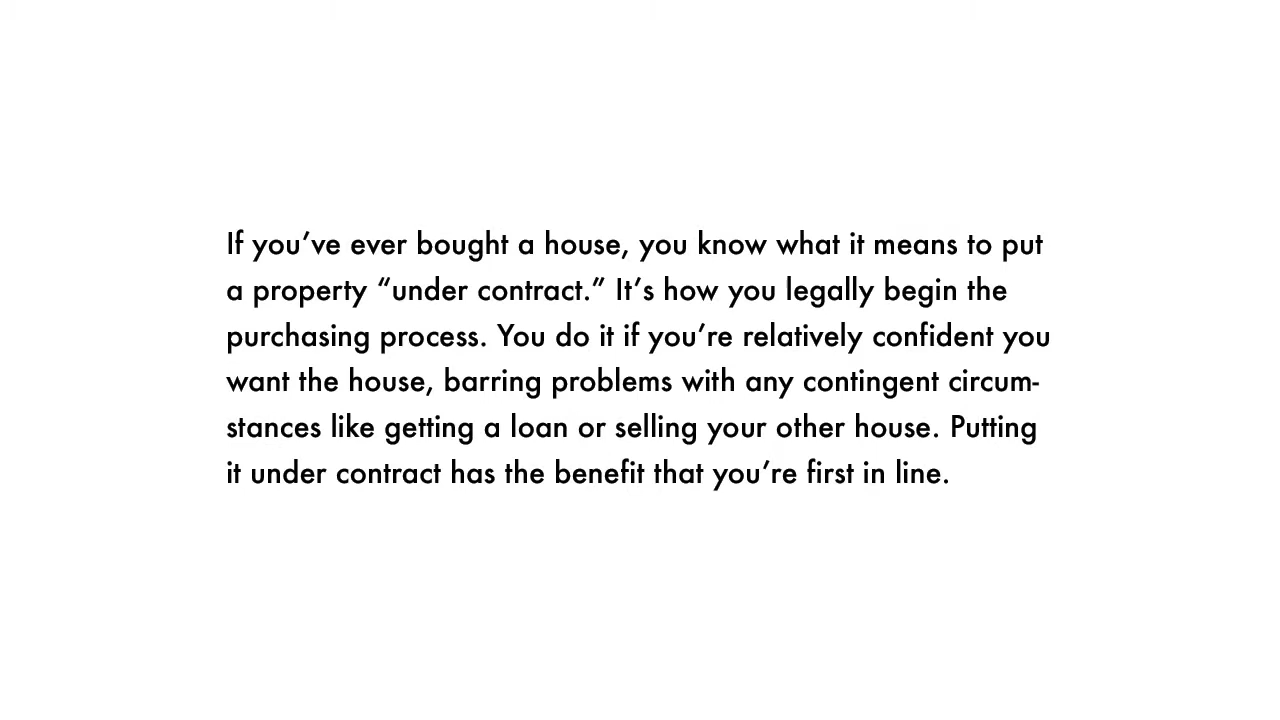 If you’ve ever bought a house, you know what it means to put
a property “under contract.” It’s how you legally begin the
purchasing process. You do it if you’re relatively confident you
want the house, barring problems with any contingent circum-
stances like getting a loan or selling your other house. Putting
it under contract has the benefit that you’re first in line.